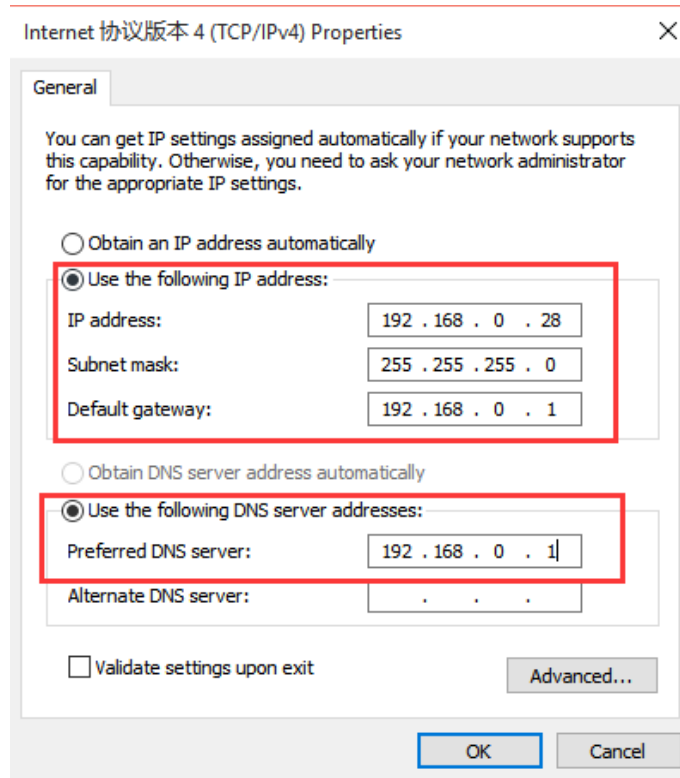 Internet 协议版本 4 (TCP/IPv4) Properties
General
You can get IP settings assigned automatically if your network supports
this capability. Otherwise, you need to ask your network administrator
for the appropriate IP settings.
Obtain an IP address automatically
Use the following IP address:
IP address: 192 . 168 . 0 . 28
Subnet mask: 255 . 255 . 255 . 0
Default gateway: 192 . 168 . 0 . 1
Obtain DNS server address automatically
Use the following DNS server addresses:
Preferred DNS server: 192 . 168 . 0 . 1
Alternate DNS server: . . .
Validate settings upon exit
Advanced...
OK Cancel